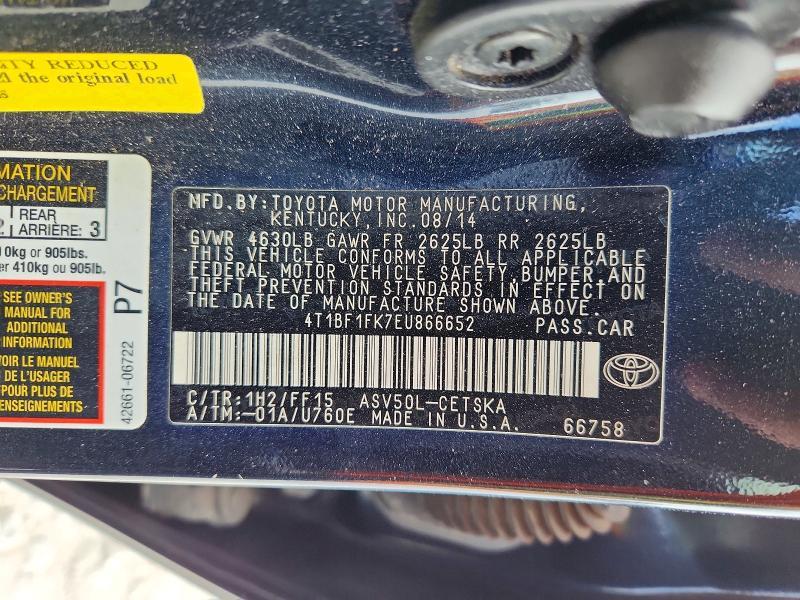 TY REDUCED
the original load
MATION
CHARGEMENT
REAR
ARRIÈRE: 3
0kg or 905lbs.
er 410kg ou 905lb.
SEE OWNER'S
MANUAL FOR
ADDITIONAL
INFORMATION
VOIR LE MANUEL
DE L'USAGER
POUR PLUS DE
RENSEIGNEMENTS
P7
42661-06722
MFD.BY:TOYOTA MOTOR MANUFACTURING,
KENTUCKY, INC.08/14
GVWR 4630LB GAWR FR 2625LB RR 2625LB
THIS VEHICLE CONFORMS TO ALL APPLICABLE
FEDERAL MOTOR VEHICLE SAFETY, BUMPER, AND
THEFT PREVENTION STANDARDS IN EFFECT ON
THE DATE OF MANUFACTURE SHOWN ABOVE.
4T1BF1FK7EU866652 PASS.CAR
C/TR:1H2/FF15 ASV50L-CETSKA
A/TM:-01A/U760E MADE IN U.S.A.
66758